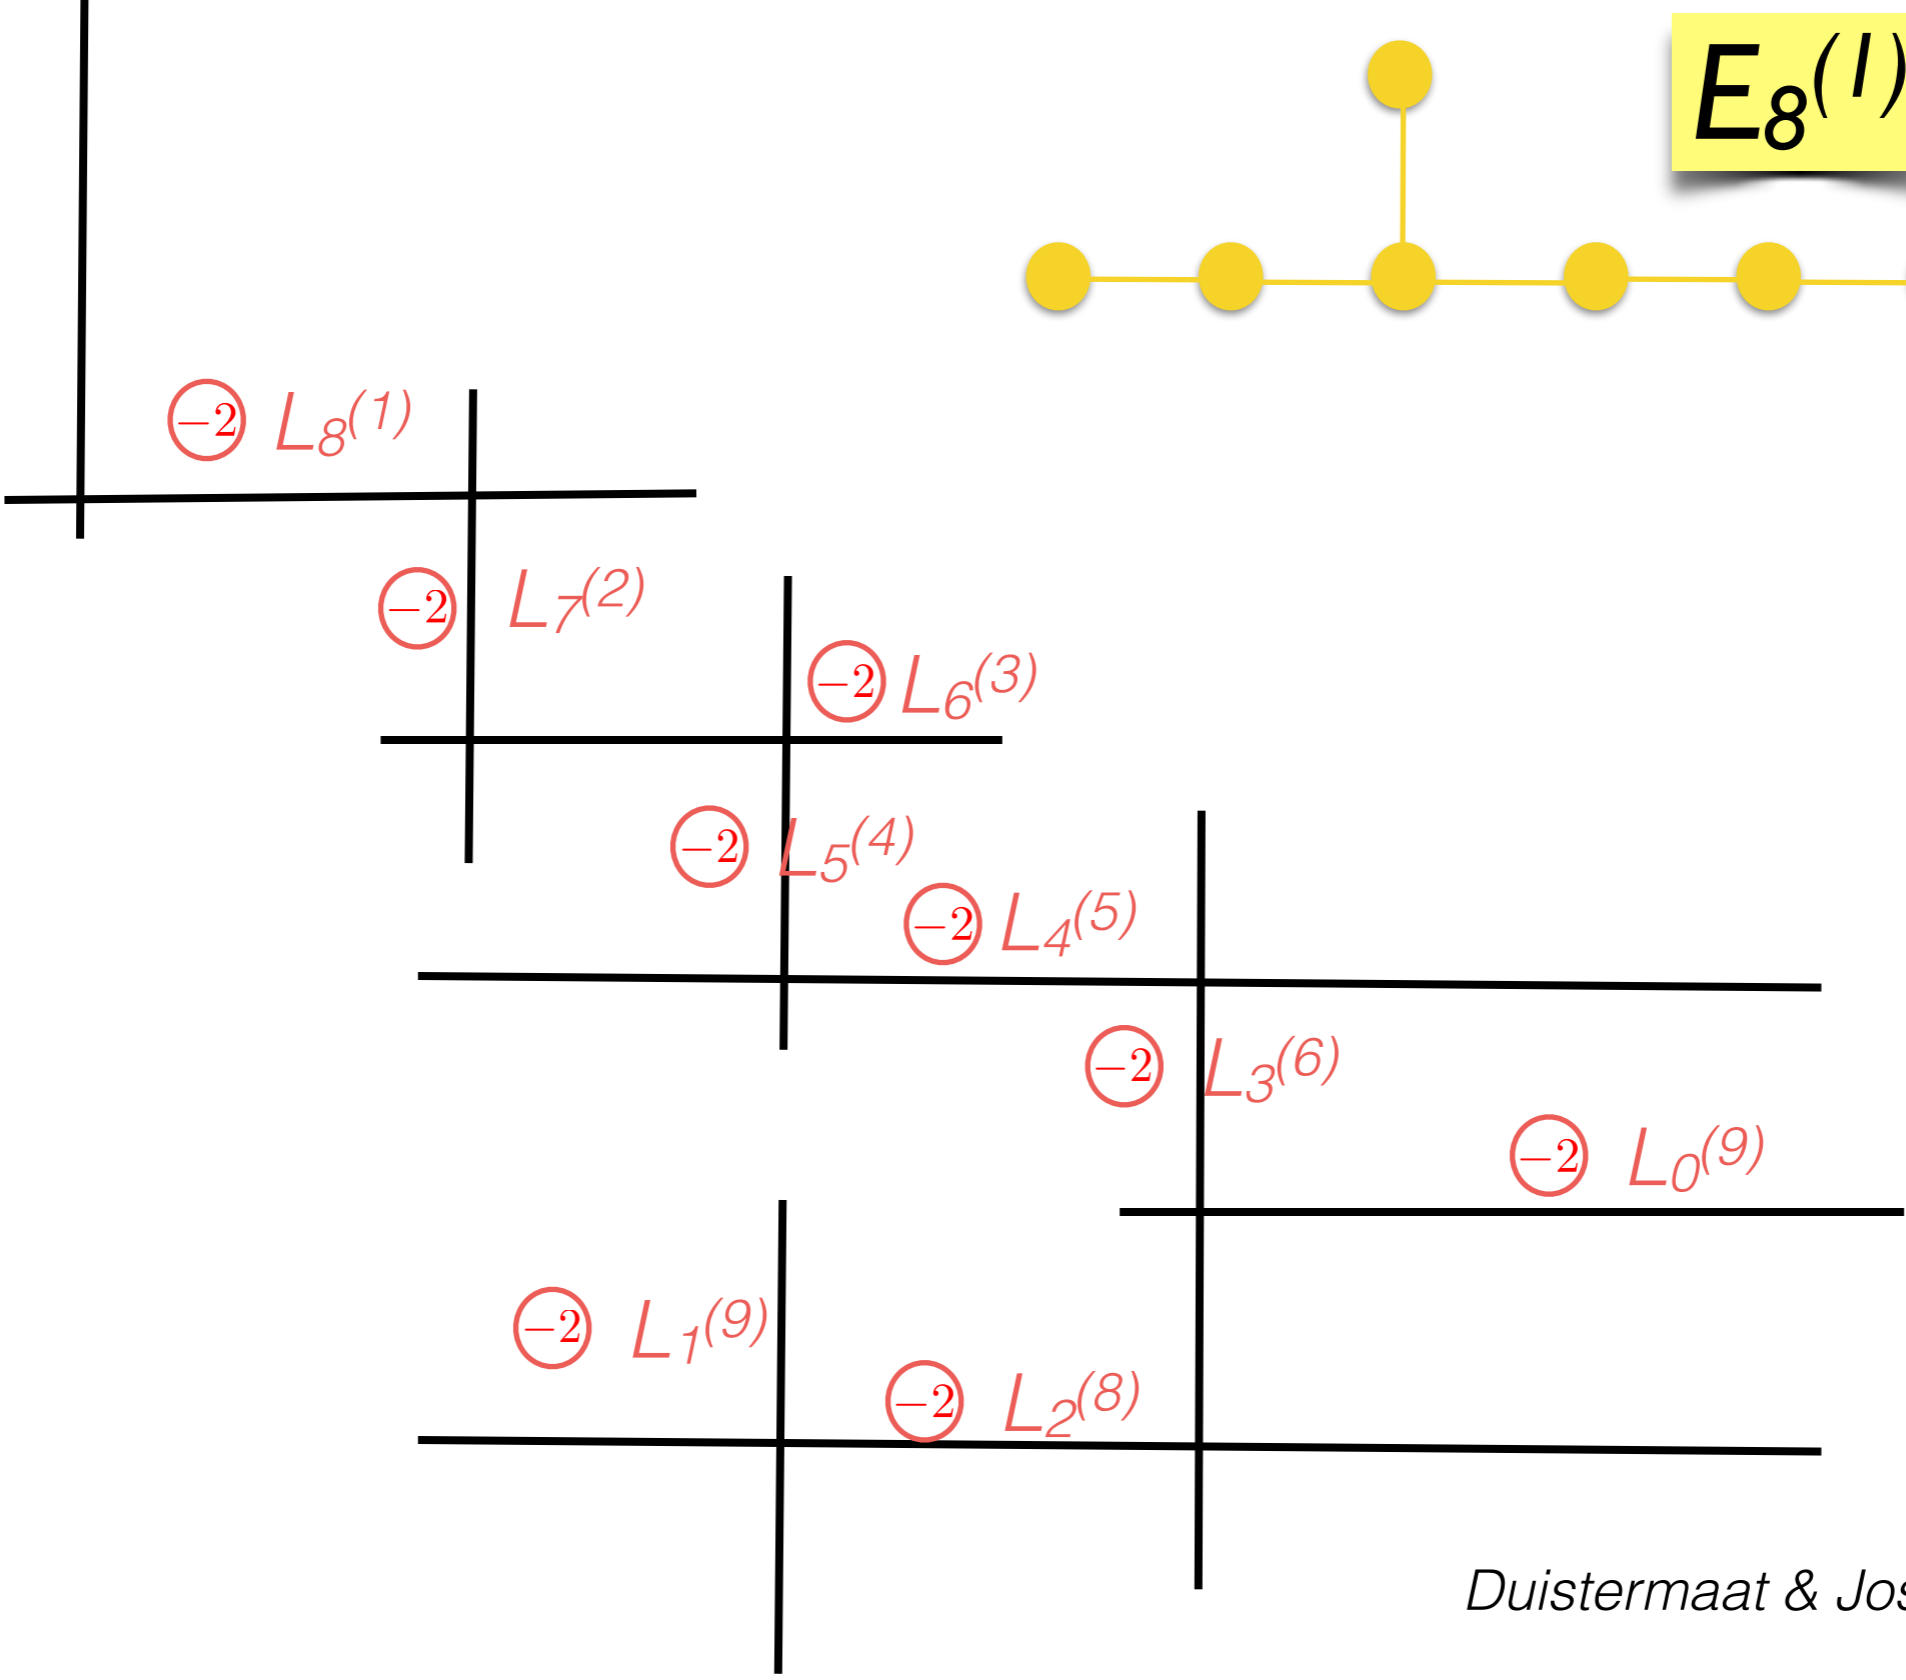 E₈⁽¹⁾
−2 L₈⁽¹⁾
−2 L₇⁽²⁾
−2 L₆⁽³⁾
−2 L₅⁽⁴⁾
−2 L₄⁽⁵⁾
−2 L₃⁽⁶⁾
−2 L₀⁽⁹⁾
−2 L₁⁽⁹⁾
−2 L₂⁽⁸⁾
Duistermaat &